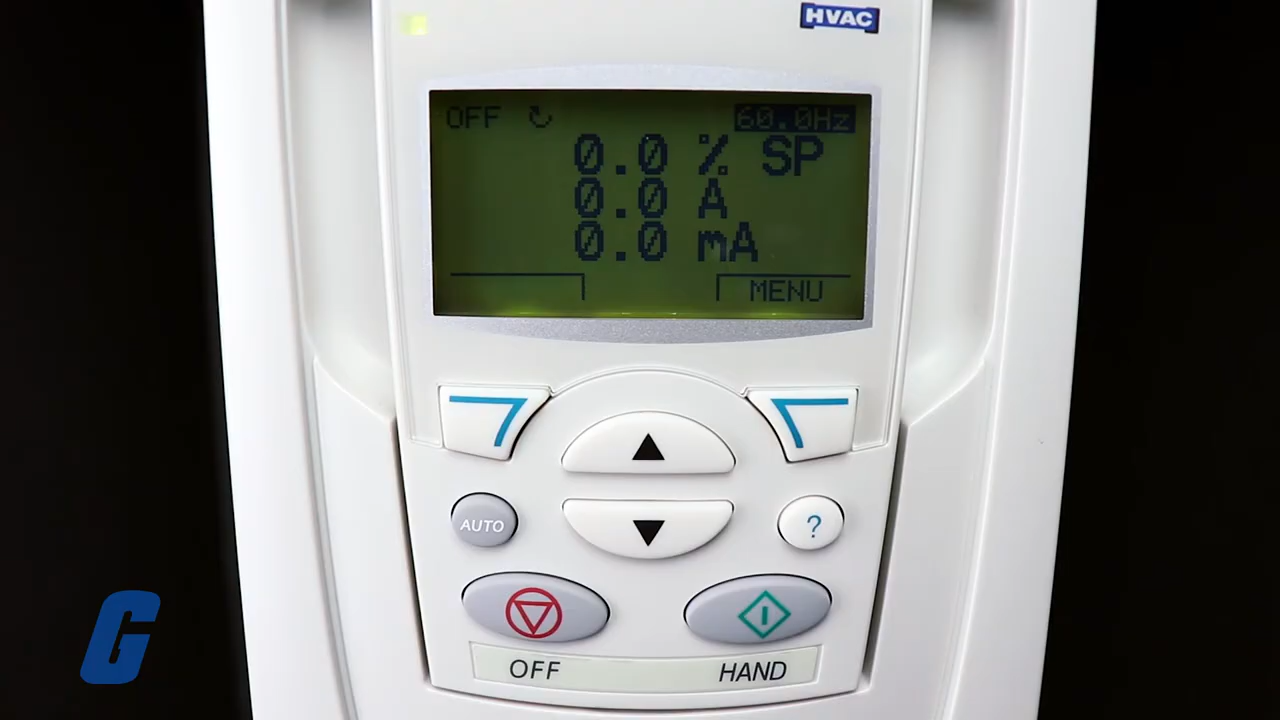 HVAC
OFF ↻ 60.0Hz
0.0 % SP
0.0 A
0.0 mA
MENU
AUTO
?
OFF HAND
G